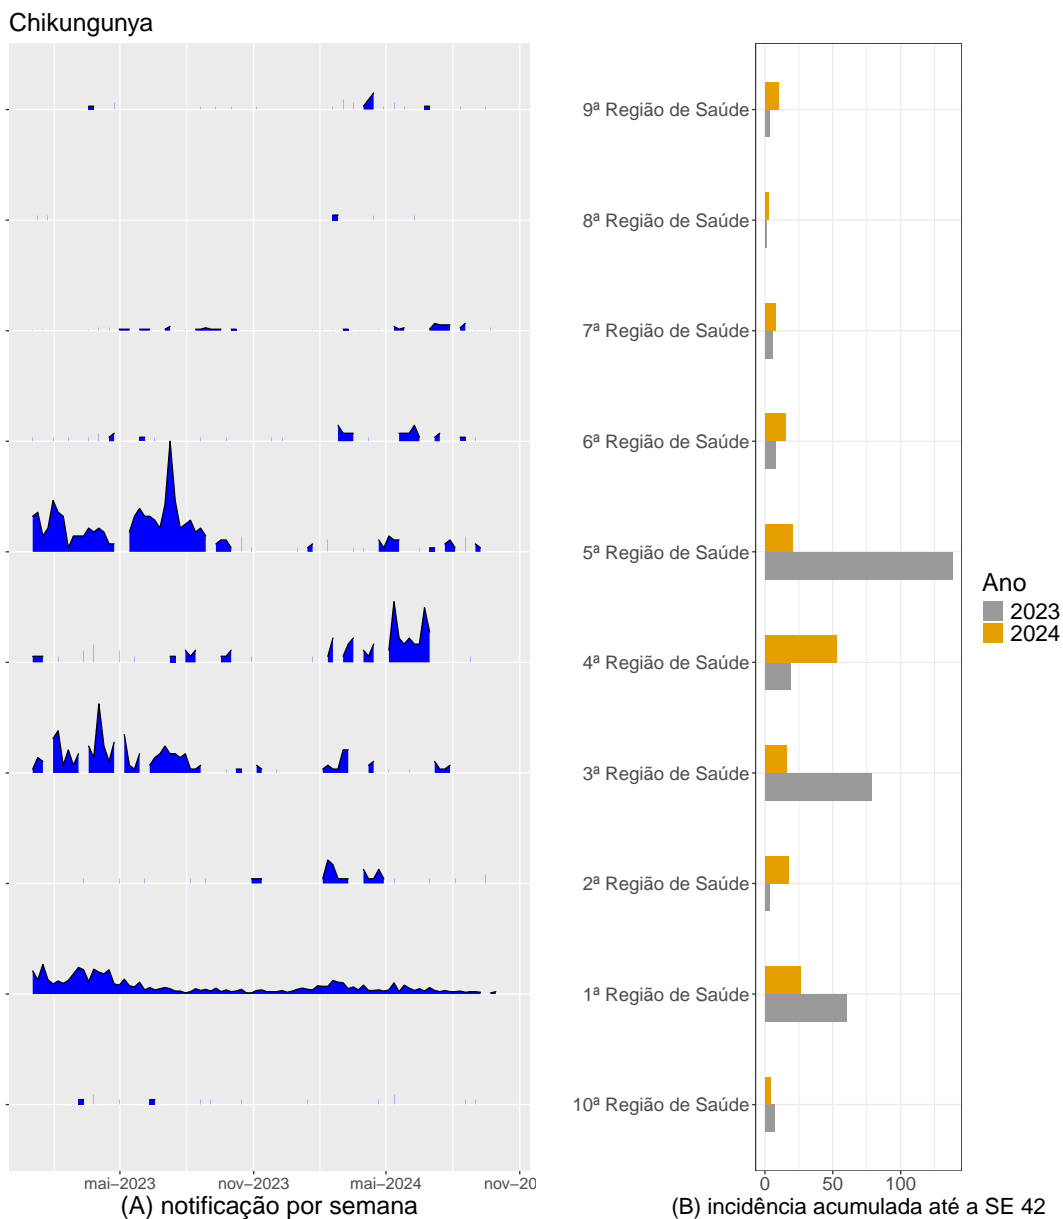 Chikungunya
9ª Região de Saúde
8ª Região de Saúde
7ª Região de Saúde
6ª Região de Saúde
5ª Região de Saúde
4ª Região de Saúde
3ª Região de Saúde
2ª Região de Saúde
1ª Região de Saúde
10ª Região de Saúde
Ano
2023
2024
mai–2023 nov–2023 mai–2024 nov–20
0 50 100
(A) notificação por semana
(B) incidência acumulada até a SE 42